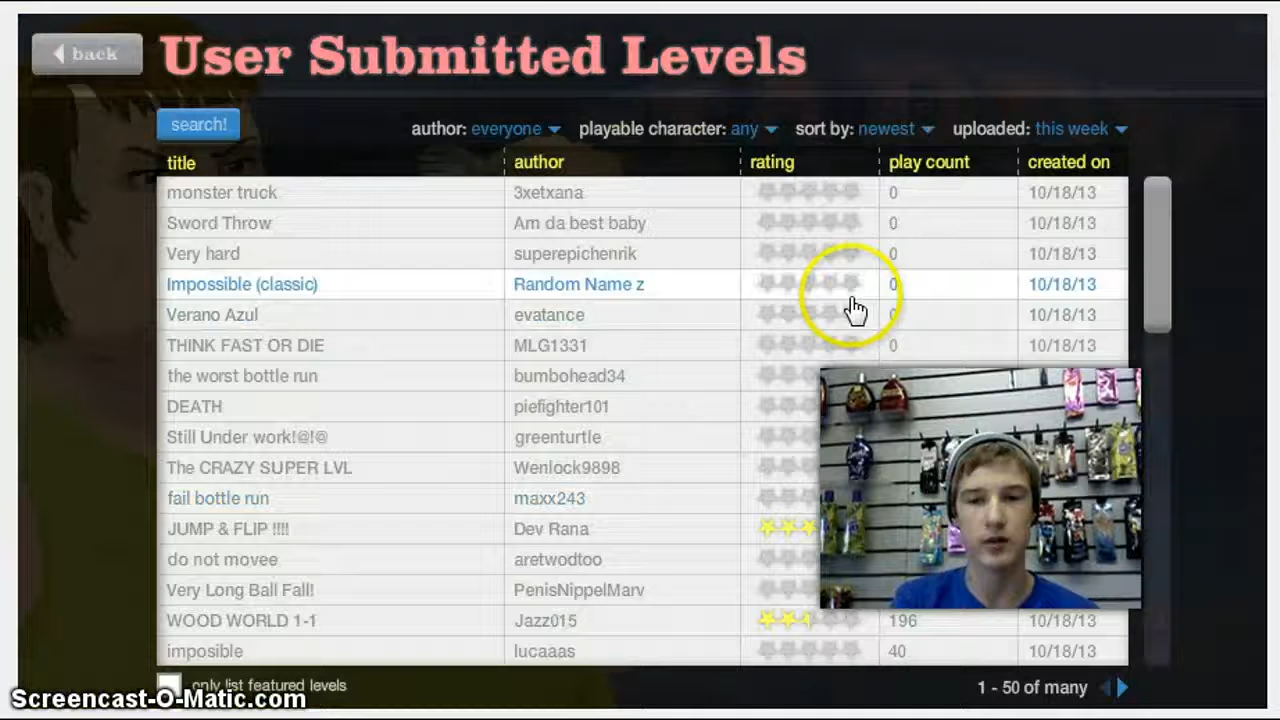 back
User Submitted Levels
search! author: everyone playable character: any sort by: newest uploaded: this week
title author rating play count created on
monster truck 3xetxana 0 10/18/13
Sword Throw Am da best baby 0 10/18/13
Very hard superepichenrik 0 10/18/13
Impossible (classic) Random Name z 0 10/18/13
Verano Azul evatance 0 10/18/13
THINK FAST OR DIE MLG1331 0 10/18/13
the worst bottle run bumbohead34
DEATH piefighter101
Still Under work!@!@ greenturtle
The CRAZY SUPER LVL Wenlock9898
fail bottle run maxx243
JUMP & FLIP !!!! Dev Rana
do not movee aretwodtoo
Very Long Ball Fall! PenisNippelMarv
WOOD WORLD 1-1 Jazz015 196 10/18/13
imposible lucaaas 40 10/18/13
only list featured levels 1 - 50 of many
Screencast-O-Matic.com